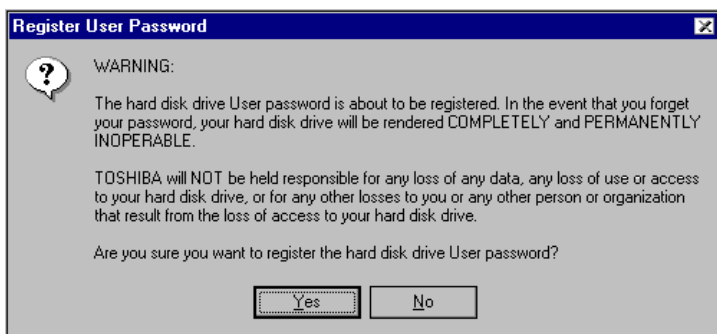 Register User Password
WARNING:
The hard disk drive User password is about to be registered. In the event that you forget
your password, your hard disk drive will be rendered COMPLETELY and PERMANENTLY
INOPERABLE.
TOSHIBA will NOT be held responsible for any loss of any data, any loss of use or access
to your hard disk drive, or for any other losses to you or any other person or organization
that result from the loss of access to your hard disk drive.
Are you sure you want to register the hard disk drive User password?
Yes
No